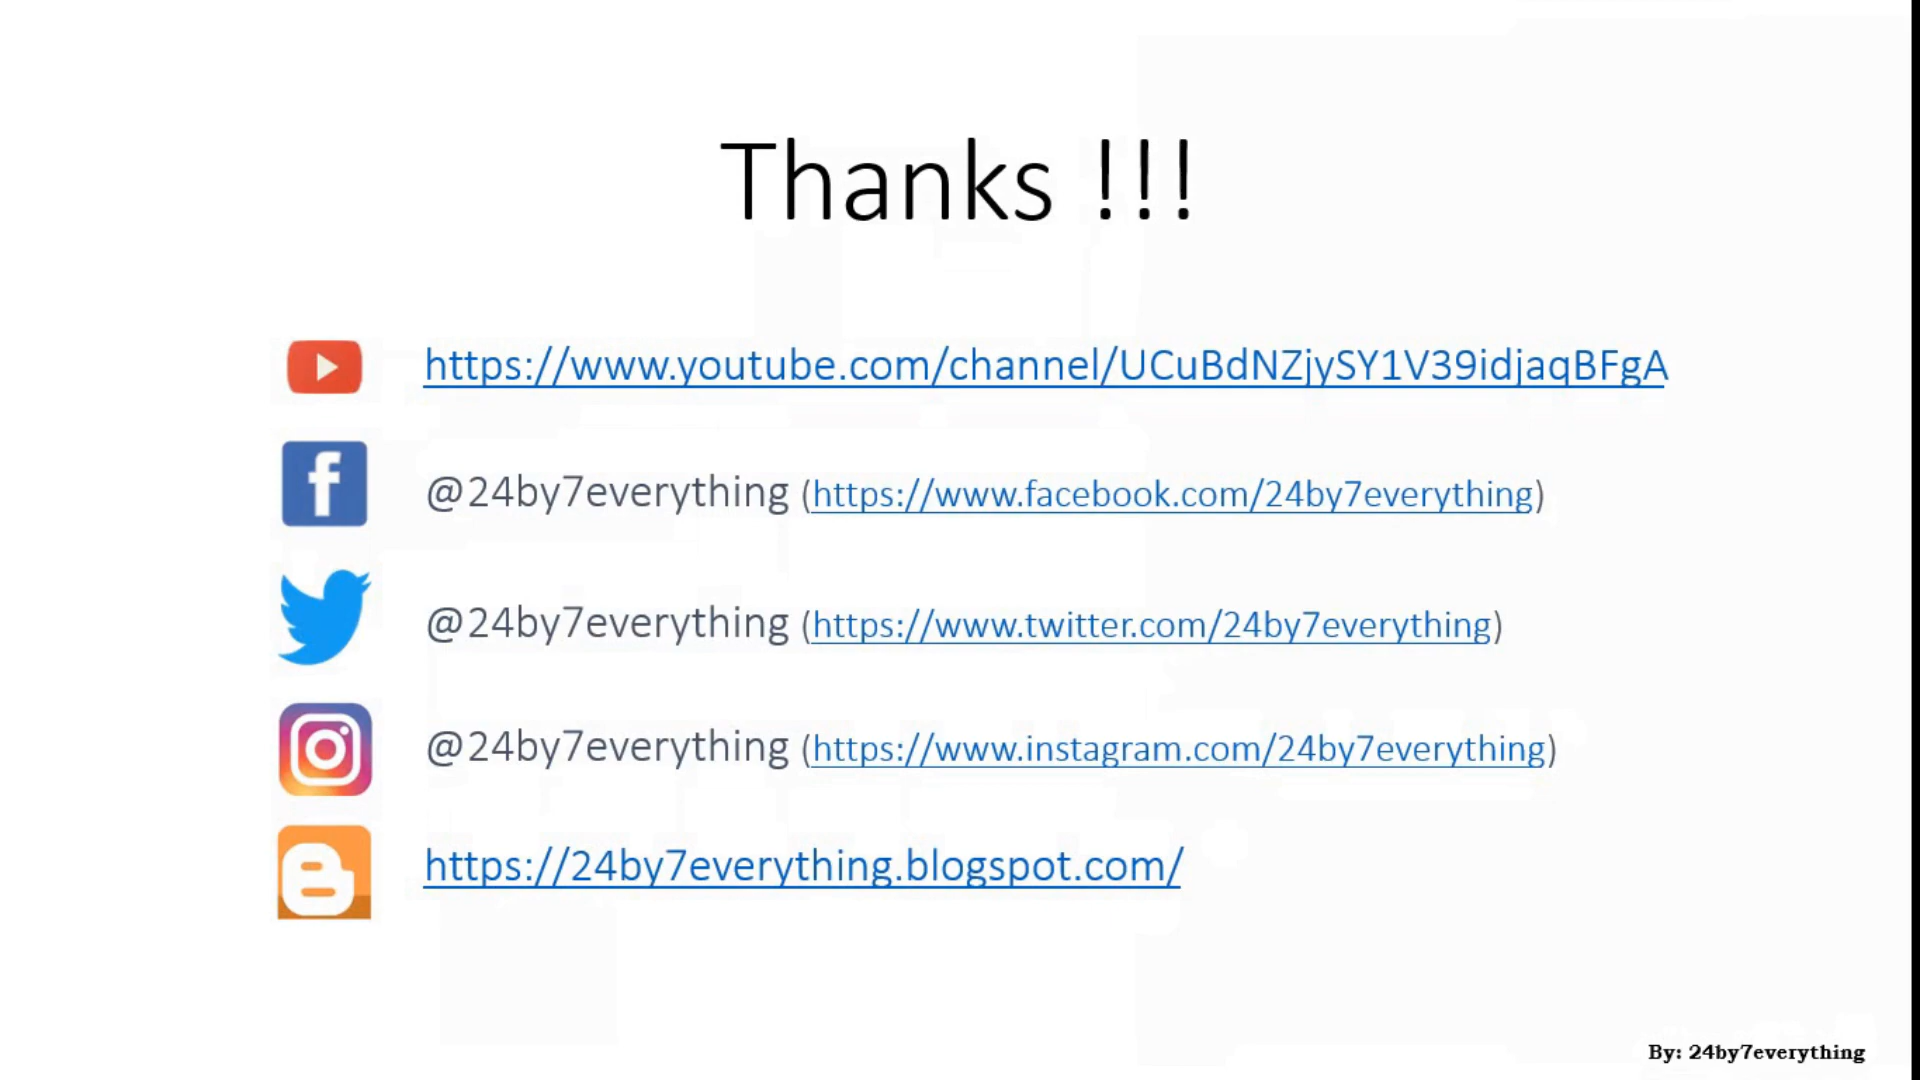 Thanks !!!
https://www.youtube.com/channel/UCuBdNZjySY1V39idjaqBFgA
@24by7everything (https://www.facebook.com/24by7everything)
@24by7everything (https://www.twitter.com/24by7everything)
@24by7everything (https://www.instagram.com/24by7everything)
https://24by7everything.blogspot.com/
By: 24by7everything